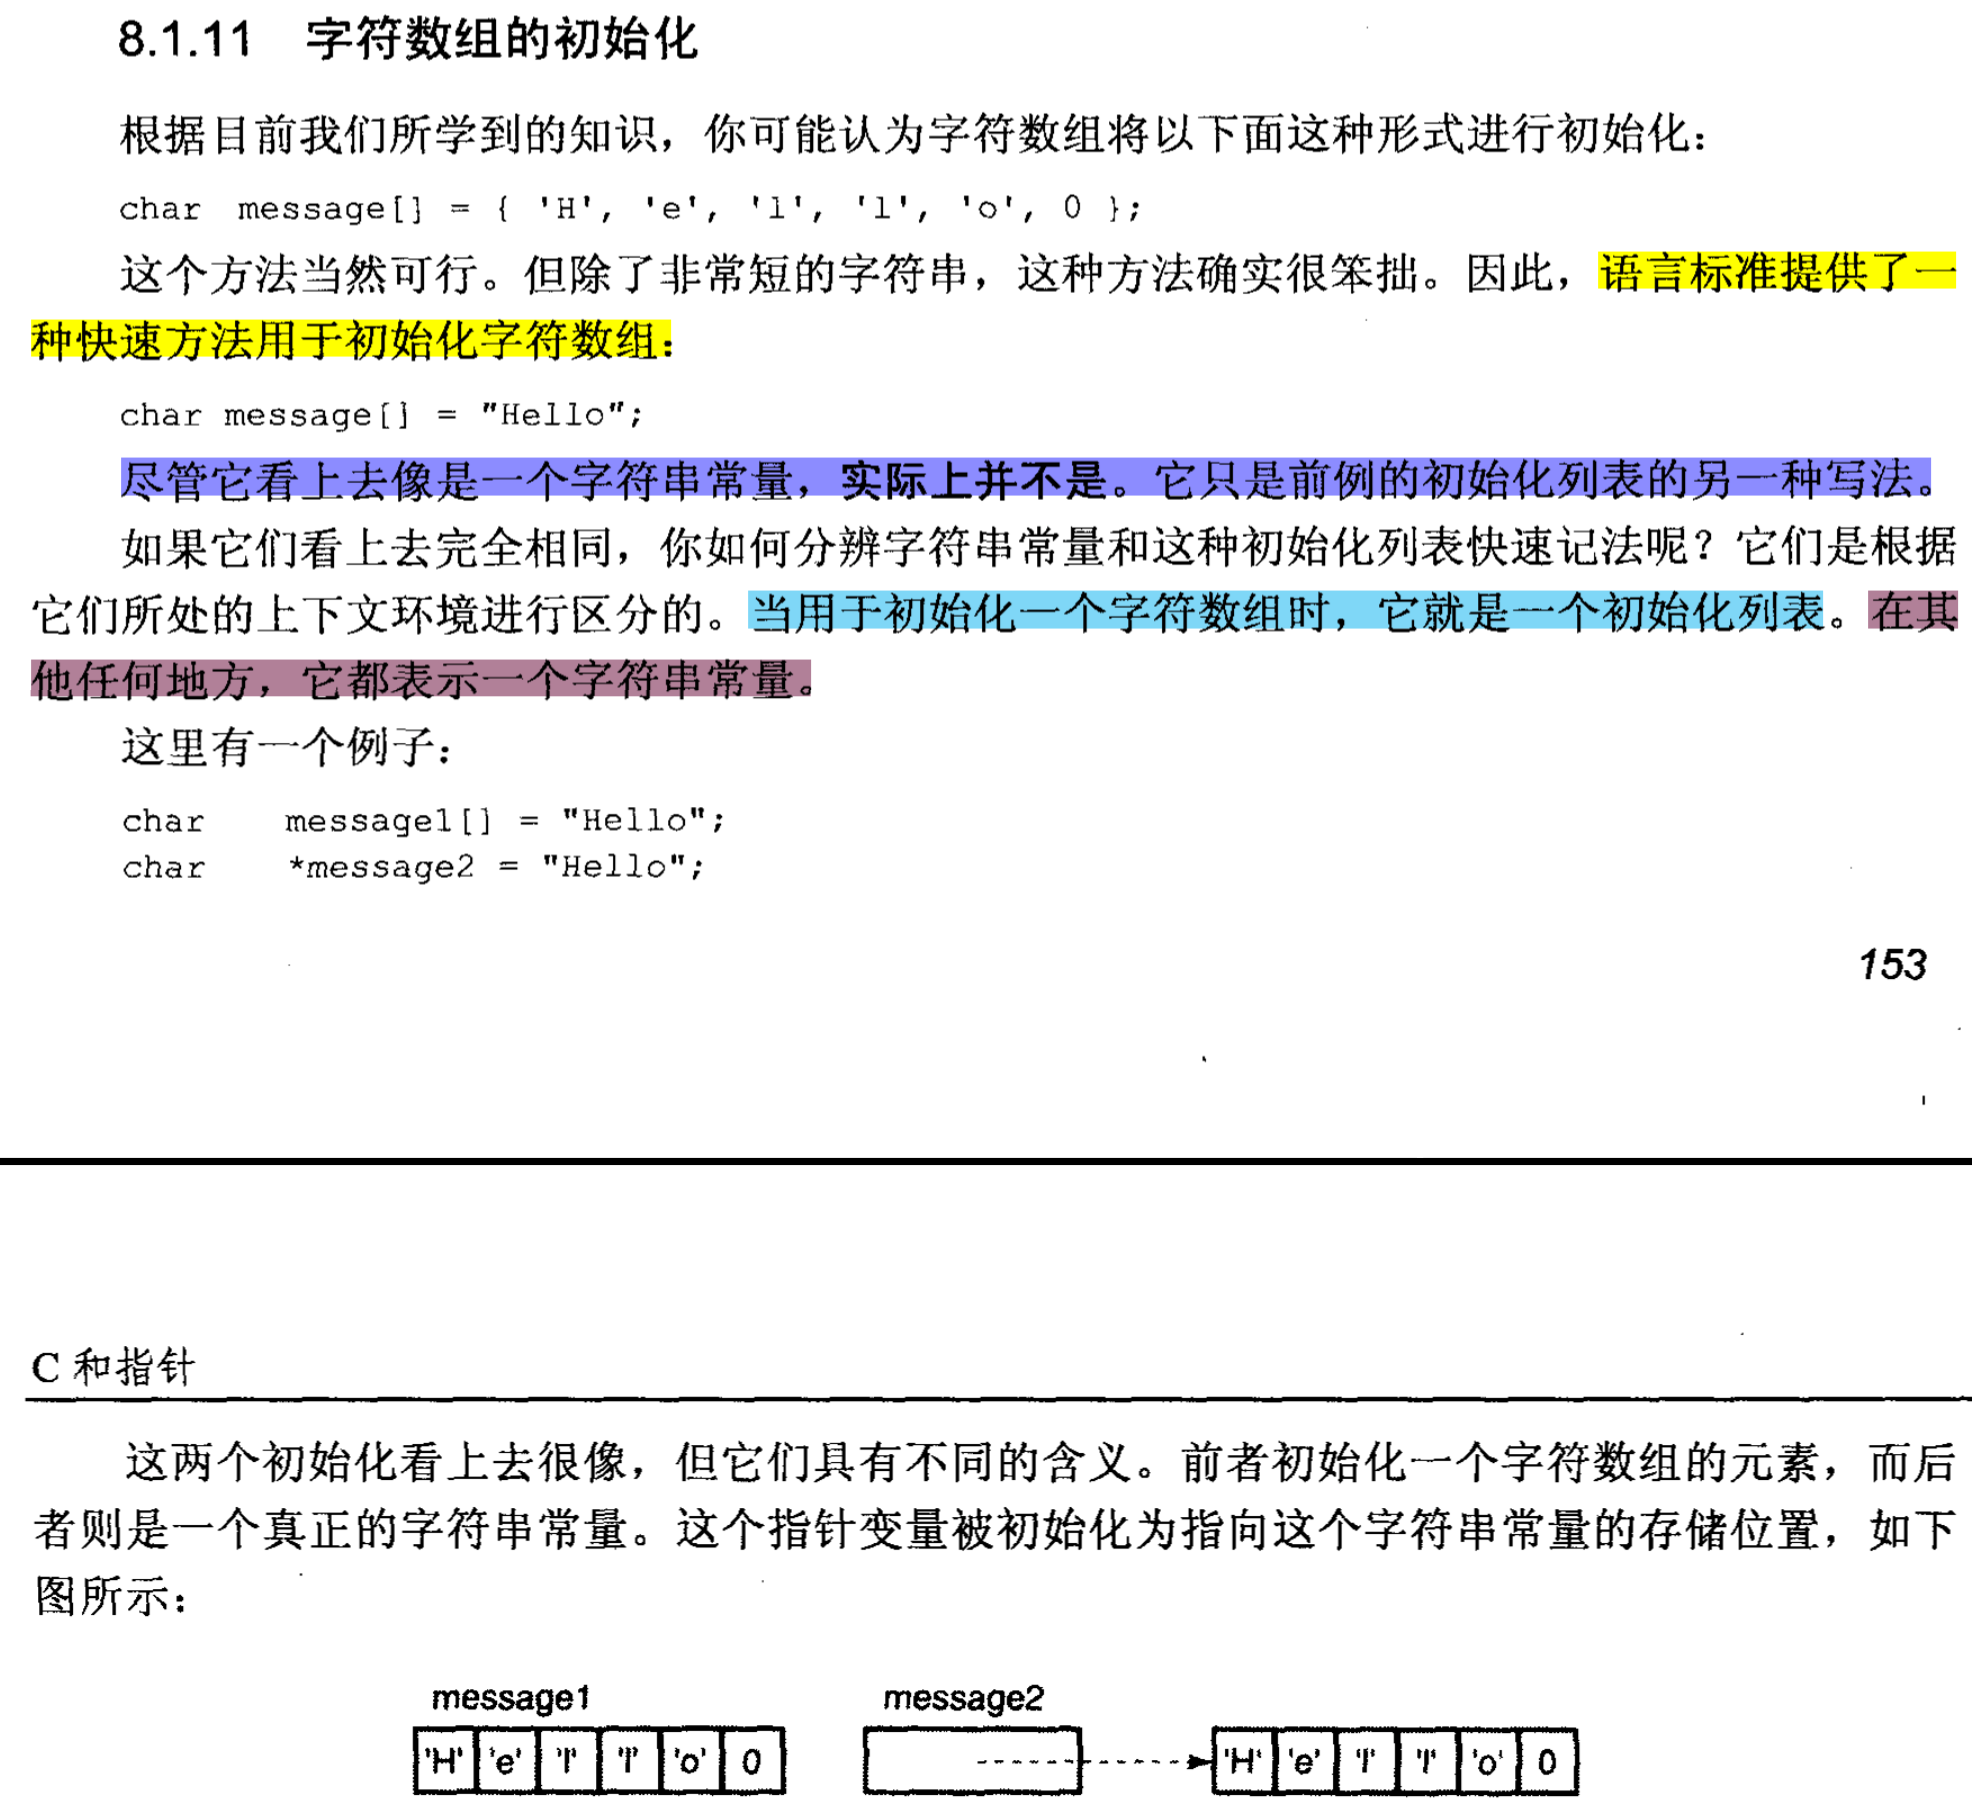 8.1.11 字符数组的初始化
根据目前我们所学到的知识，你可能认为字符数组将以下面这种形式进行初始化：
char message[] = { 'H', 'e', 'l', 'l', 'o', 0 };
这个方法当然可行。但除了非常短的字符串，这种方法确实很笨拙。因此，语言标准提供了一
种快速方法用于初始化字符数组：
char message[] = "Hello";
尽管它看上去像是一个字符串常量，实际上并不是。它只是前例的初始化列表的另一种写法。
如果它们看上去完全相同，你如何分辨字符串常量和这种初始化列表快速记法呢？它们是根据
它们所处的上下文环境进行区分的。当用于初始化一个字符数组时，它就是一个初始化列表。在其
他任何地方，它都表示一个字符串常量。
这里有一个例子：
char message1[] = "Hello";
char *message2 = "Hello";
153
C 和指针
这两个初始化看上去很像，但它们具有不同的含义。前者初始化一个字符数组的元素，而后
者则是一个真正的字符串常量。这个指针变量被初始化为指向这个字符串常量的存储位置，如下
图所示：
message1 message2
'H' 'e' 'l' 'l' 'o' 0 'H' 'e' 'l' 'l' 'o' 0